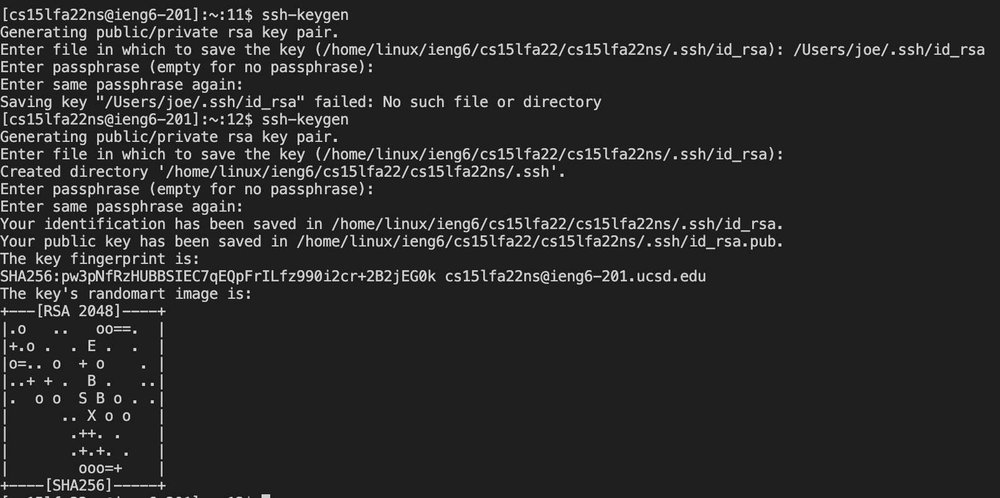 [cs15lfa22ns@ieng6-201]:~:11$ ssh-keygen
Generating public/private rsa key pair.
Enter file in which to save the key (/home/linux/ieng6/cs15lfa22/cs15lfa22ns/.ssh/id_rsa): /Users/joe/.ssh/id_rsa
Enter passphrase (empty for no passphrase):
Enter same passphrase again:
Saving key "/Users/joe/.ssh/id_rsa" failed: No such file or directory
[cs15lfa22ns@ieng6-201]:~:12$ ssh-keygen
Generating public/private rsa key pair.
Enter file in which to save the key (/home/linux/ieng6/cs15lfa22/cs15lfa22ns/.ssh/id_rsa):
Created directory '/home/linux/ieng6/cs15lfa22/cs15lfa22ns/.ssh'.
Enter passphrase (empty for no passphrase):
Enter same passphrase again:
Your identification has been saved in /home/linux/ieng6/cs15lfa22/cs15lfa22ns/.ssh/id_rsa.
Your public key has been saved in /home/linux/ieng6/cs15lfa22/cs15lfa22ns/.ssh/id_rsa.pub.
The key fingerprint is:
SHA256:pw3pNfRzHUBBSIEC7qEQpFrILfz990i2cr+2B2jEG0k cs15lfa22ns@ieng6-201.ucsd.edu
The key's randomart image is:
+---[RSA 2048]----+
|.o   ..   oo==.  |
|+.o .  . E .  .  |
|o=.. o  + o    . |
|..+ + .  B .   ..|
|.  o o  S B o . .|
|      .. X o o   |
|       .++. .    |
|       .+.+. .   |
|        ooo=+    |
+----[SHA256]-----+